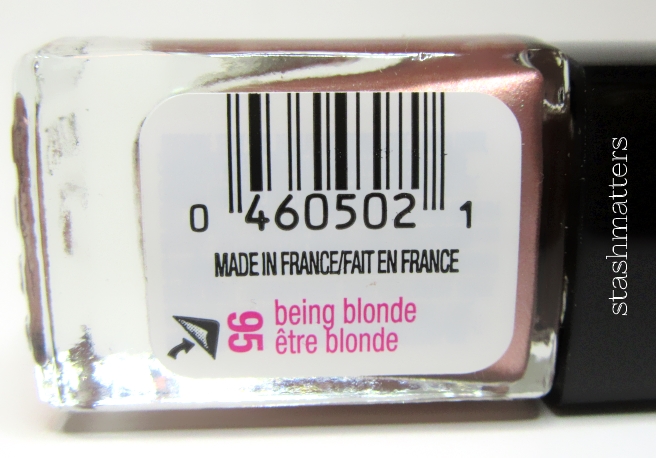 0 460502 1
MADE IN FRANCE/FAIT EN FRANCE
95
being blonde
être blonde
stashmatters